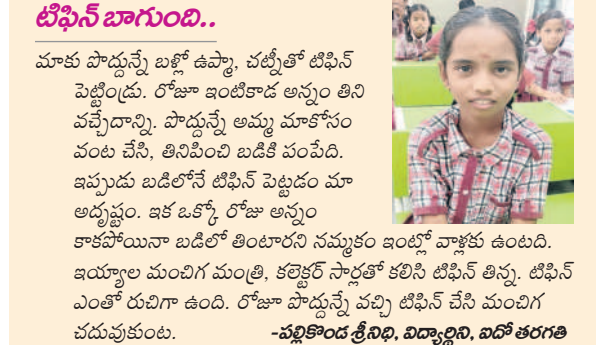 టిఫిన్ బాగుంది..
మాకు పొద్దున్నే బళ్లో ఉప్మా, చట్నీతో టిఫిన్
పెట్టిండ్రు. రోజూ ఇంటికాడ అన్నం తిని
వచ్చేదాన్ని. పొద్దున్నే అమ్మ మాకోసం
వంట చేసి, తినిపించి బడికి పంపేది.
ఇప్పుడు బడిలోనే టిఫిన్ పెట్టడం మా
అదృష్టం. ఇక ఒక్కో రోజు అన్నం
కాకపోయినా బడిలో తింటారని నమ్మకం ఇంట్లో వాళ్లకు ఉంటది.
ఇయ్యాల మంచిగ మంత్రి, కలెక్టర్ సార్లతో కలిసి టిఫిన్ తిన్న. టిఫిన్
ఎంతో రుచిగా ఉంది. రోజూ పొద్దున్నే వచ్చి టిఫిన్ చేసి మంచిగ
చదువుకుంట. -పల్లికొండ శ్రీనిధి, విద్యార్థిని, ఐదో తరగతి